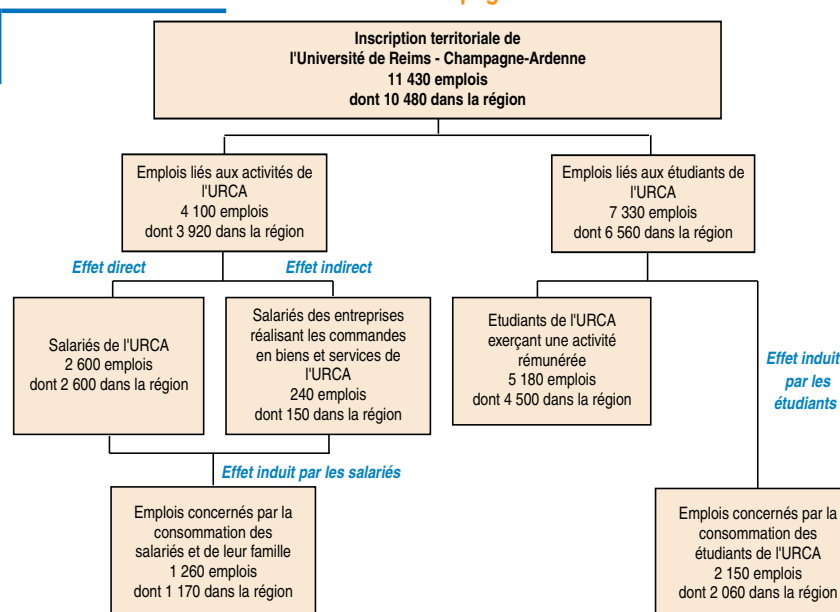 Inscription territoriale de
l'Université de Reims - Champagne-Ardenne
11 430 emplois
dont 10 480 dans la région
Emplois liés aux activités de
l'URCA
4 100 emplois
dont 3 920 dans la région
Emplois liés aux étudiants de
l'URCA
7 330 emplois
dont 6 560 dans la région
Effet direct
Effet indirect
Salariés de l'URCA
2 600 emplois
dont 2 600 dans la région
Salariés des entreprises
réalisant les commandes
en biens et services de
l'URCA
240 emplois
dont 150 dans la région
Etudiants de l'URCA
exerçant une activité
rémunérée
5 180 emplois
dont 4 500 dans la région
Effet induit
par les
étudiants
Effet induit par les salariés
Emplois concernés par la
consommation des
salariés et de leur famille
1 260 emplois
dont 1 170 dans la région
Emplois concernés par la
consommation des
étudiants de l'URCA
2 150 emplois
dont 2 060 dans la région